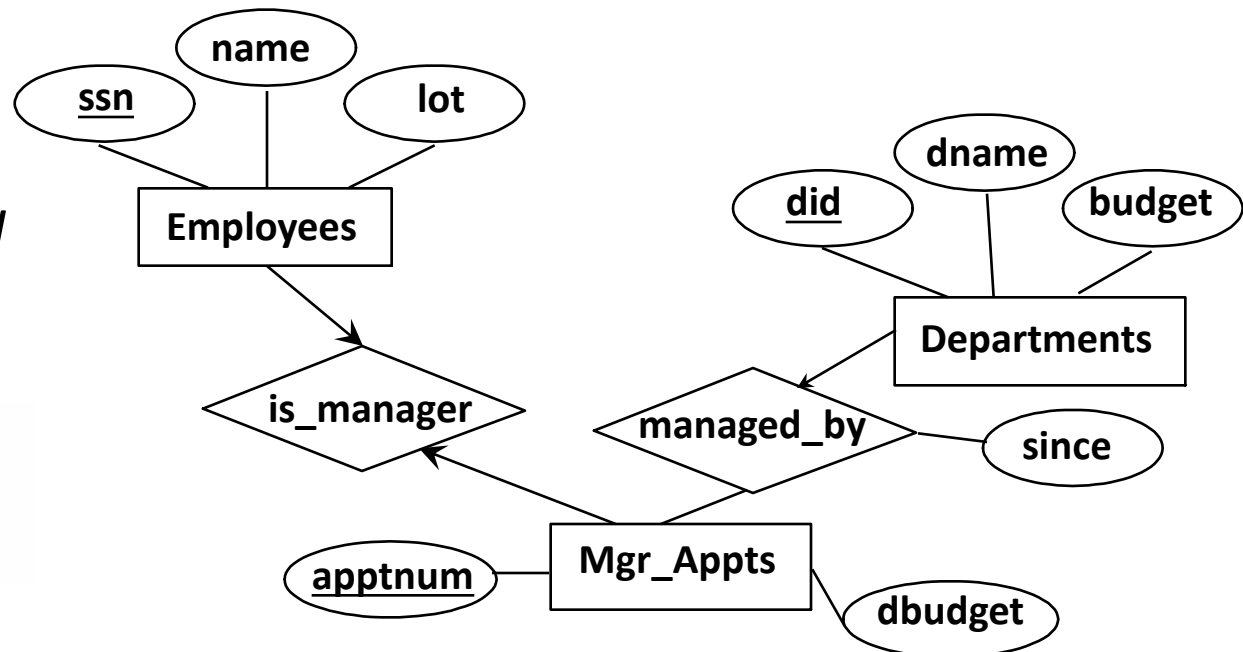 name
ssn
lot
Employees
dname
did
budget
Departments
is_manager
managed_by
since
Mgr_Appts
apptnum
dbudget